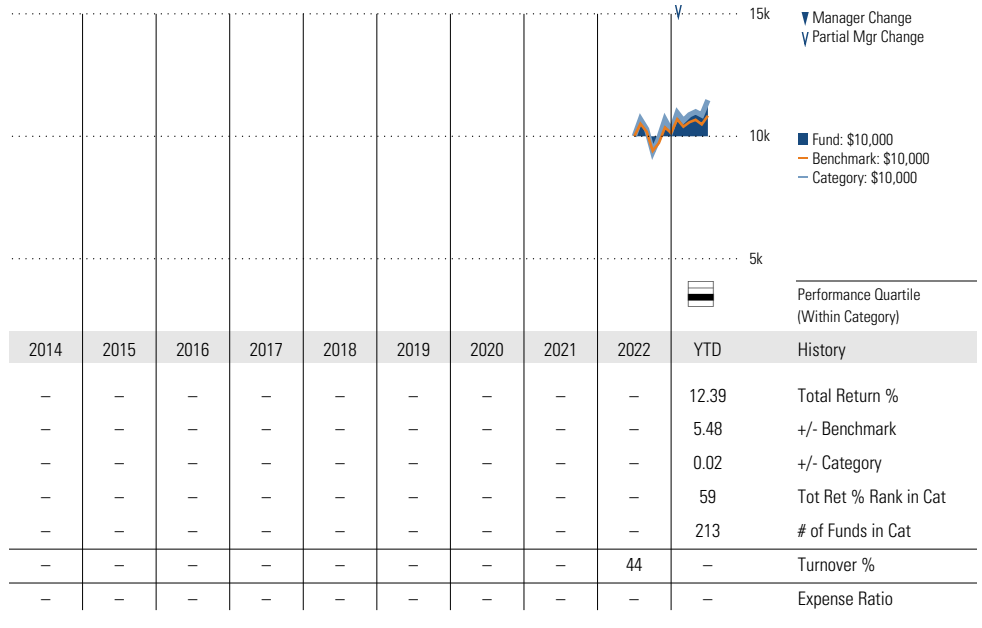 15k
Manager Change
Partial Mgr Change
10k
Fund: $10,000
Benchmark: $10,000
Category: $10,000
5k
Performance Quartile
(Within Category)
2014 2015 2016 2017 2018 2019 2020 2021 2022 YTD History
– – – – – – – – – 12.39 Total Return %
– – – – – – – – – 5.48 +/- Benchmark
– – – – – – – – – 0.02 +/- Category
– – – – – – – – – 59 Tot Ret % Rank in Cat
– – – – – – – – – 213 # of Funds in Cat
– – – – – – – – 44 – Turnover %
– – – – – – – – – – Expense Ratio